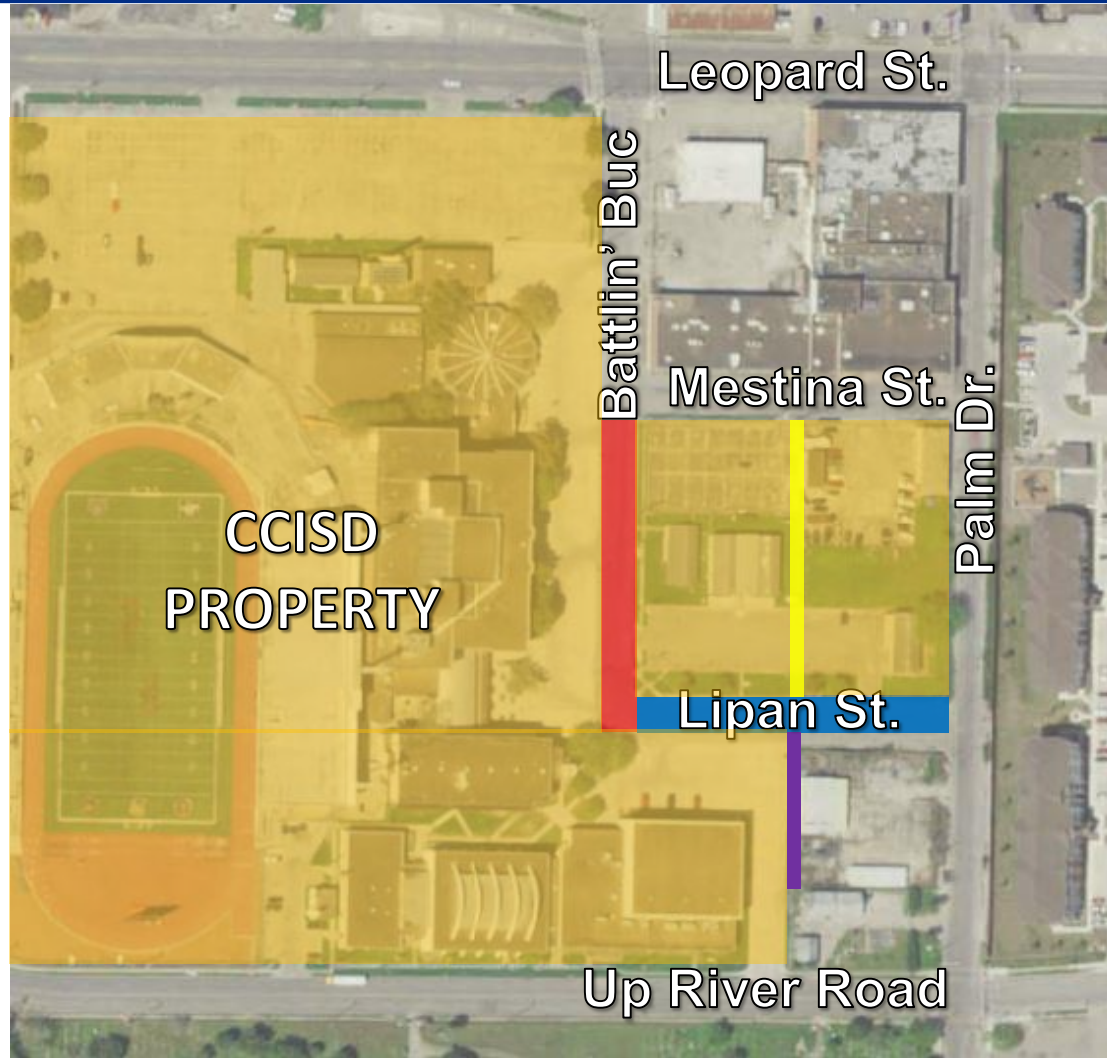 Leopard St.
Battlin’ Buc
Mestina St.
Palm Dr.
CCISD
PROPERTY
Lipan St.
Up River Road